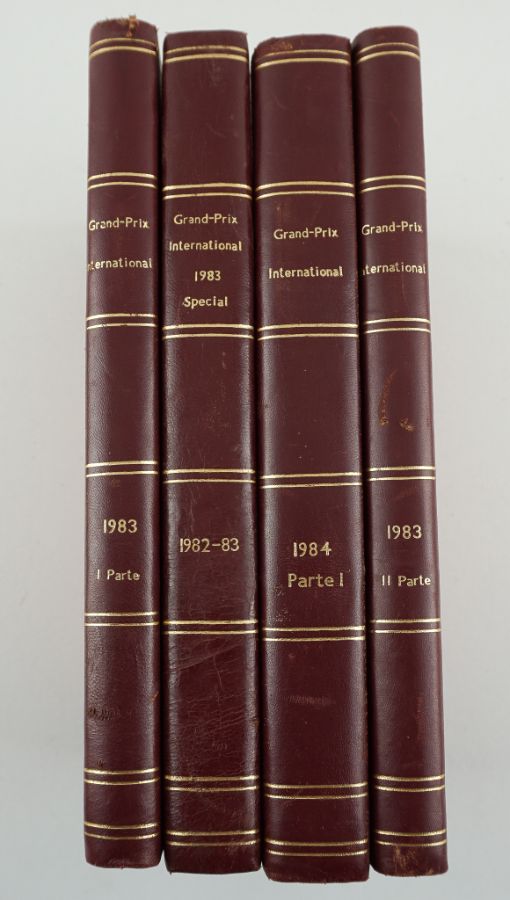 Grand-Prix
International
1983
I Parte
Grand-Prix
International
1983
Special
1982-83
Grand-Prix
International
1984
Parte I
Grand-Prix
International
1983
II Parte